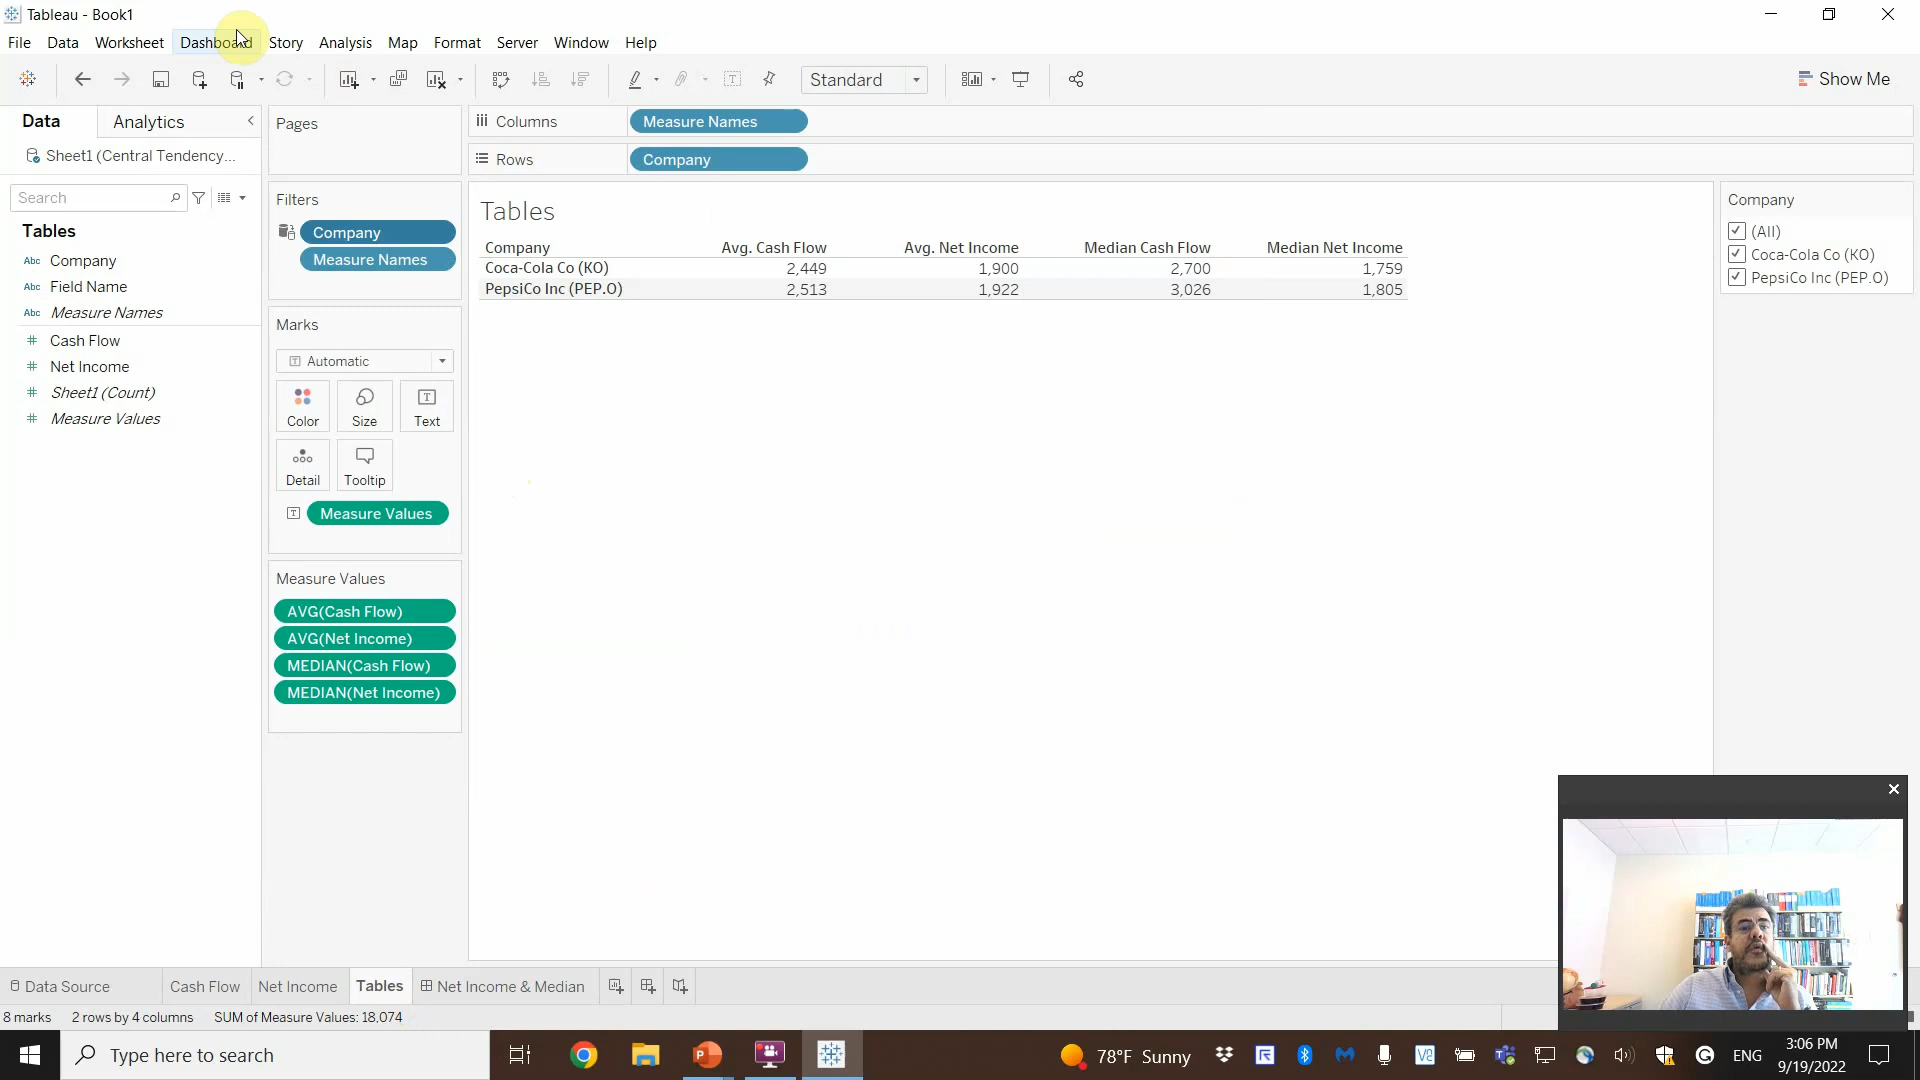 Tableau - Book1
File Data Worksheet Dashboard Story Analysis Map Format Server Window Help
Standard
Show Me
Data Analytics
Sheet1 (Central Tendency...
Search
Tables
Abc Company
Abc Field Name
Abc Measure Names
# Cash Flow
# Net Income
# Sheet1 (Count)
# Measure Values
Pages
Filters
Company
Measure Names
Marks
Automatic
Color Size Text
Detail Tooltip
Measure Values
Measure Values
AVG(Cash Flow)
AVG(Net Income)
MEDIAN(Cash Flow)
MEDIAN(Net Income)
Columns Measure Names
Rows Company
Tables
Company Avg. Cash Flow Avg. Net Income Median Cash Flow Median Net Income
Coca-Cola Co (KO) 2,449 1,900 2,700 1,759
PepsiCo Inc (PEP.O) 2,513 1,922 3,026 1,805
Company
(All)
Coca-Cola Co (KO)
PepsiCo Inc (PEP.O)
Data Source Cash Flow Net Income Tables Net Income & Median
8 marks 2 rows by 4 columns SUM of Measure Values: 18,074
Type here to search
78°F Sunny
ENG
3:06 PM
9/19/2022